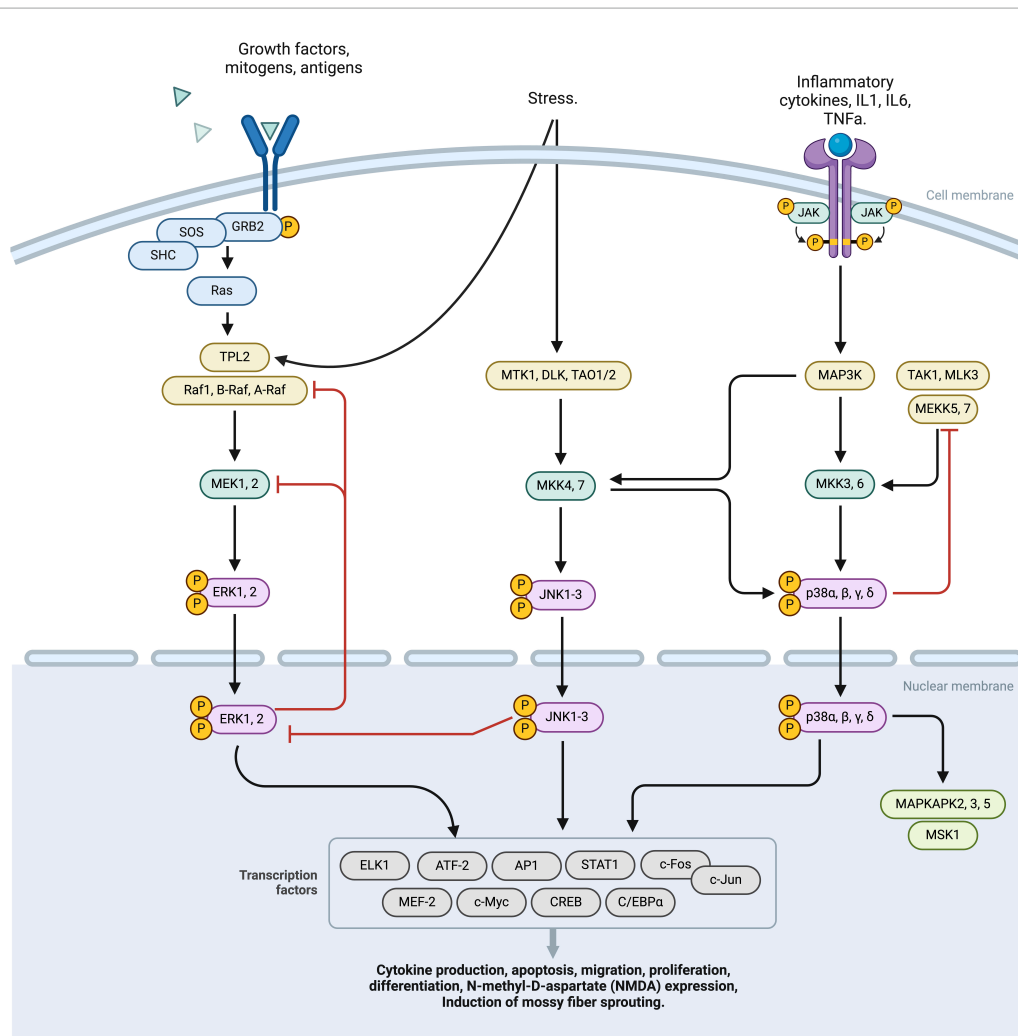 Growth factors,
mitogens, antigens
Stress.
Inflammatory
cytokines, IL1, IL6,
TNFa.
Cell membrane
P
JAK
JAK
P
P
P
SOS
GRB2
P
SHC
Ras
TPL2
Raf1, B-Raf, A-Raf
MTK1, DLK, TAO1/2
MAP3K
TAK1, MLK3
MEKK5, 7
MEK1, 2
MKK4, 7
MKK3, 6
P
P
ERK1, 2
P
P
JNK1-3
P
P
p38α, β, γ, δ
Nuclear membrane
P
P
ERK1, 2
P
P
JNK1-3
P
P
p38α, β, γ, δ
MAPKAPK2, 3, 5
MSK1
Transcription
factors
ELK1
ATF-2
AP1
STAT1
c-Fos
c-Jun
MEF-2
c-Myc
CREB
C/EBPα
Cytokine production, apoptosis, migration, proliferation,
differentiation, N-methyl-D-aspartate (NMDA) expression,
Induction of mossy fiber sprouting.